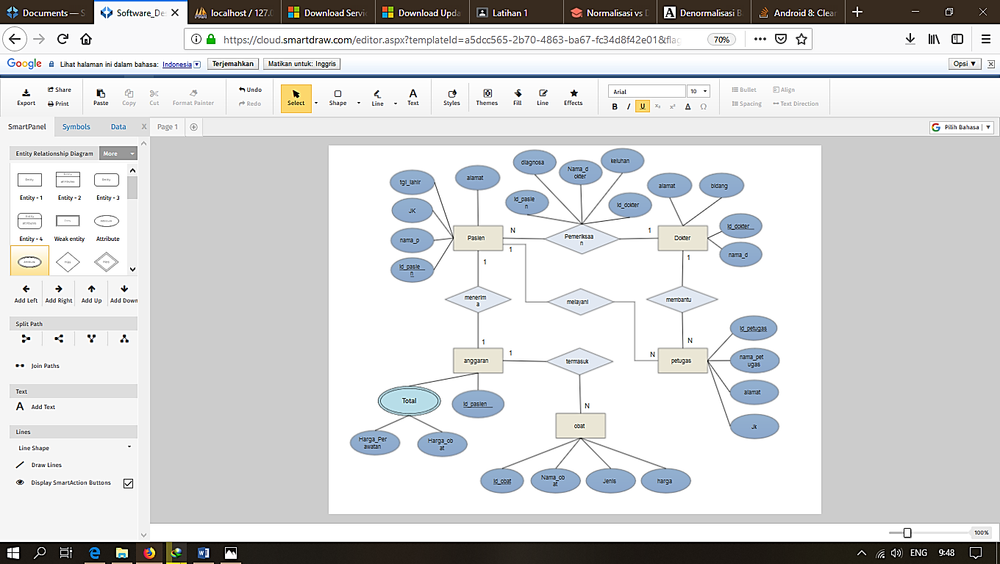 Documents — S
Software_De
localhost / 127.0
Download Servi
Download Upda
Latihan 1
Normalisasi vs D
Denormalisasi B
Android 8: Clear
https://cloud.smartdraw.com/editor.aspx?templateId=a5dcc565-2b70-4863-ba67-fc34d8f42e01&flag
70%
Google
Lihat halaman ini dalam bahasa: Indonesia
Terjemahkan
Matikan untuk: Inggris
Opsi ▼
Export
Share
Print
Paste
Copy
Cut
Format Painter
Undo
Redo
Select
Shape
Line
Text
Styles
Themes
Fill
Line
Effects
Arial
10
B I U x₂ x² A Ω
Bullet
Align
Spacing
Text Direction
SmartPanel
Symbols
Data
X
Page 1
Pilih Bahasa
Entity Relationship Diagram
More
Entity - 1
Entity - 2
Entity - 3
Entity - 4
Weak entity
Attribute
Add Left
Add Right
Add Up
Add Down
Split Path
Join Paths
Text
Add Text
Lines
Line Shape
Draw Lines
Display SmartAction Buttons
tgl_lahir
alamat
JK
nama_p
Id_pasie
n
diagnosa
Nama_d
okter
keluhan
Id_pasie
n
Id_dokter
alamat
bidang
Id_dokter
nama_d
Pasien
N
Pemeriksaa
n
1
Dokter
1
1
1
menerim
a
melayani
membantu
1
N
anggaran
1
termasuk
N
petugas
Id_petugas
nama_pet
ugas
alamat
Jk
Total
Id_pasien
Harga_Per
awatan
Harga_ob
at
N
obat
Id_obat
Nama_ob
at
Jenis
harga
100%
ENG
9:48